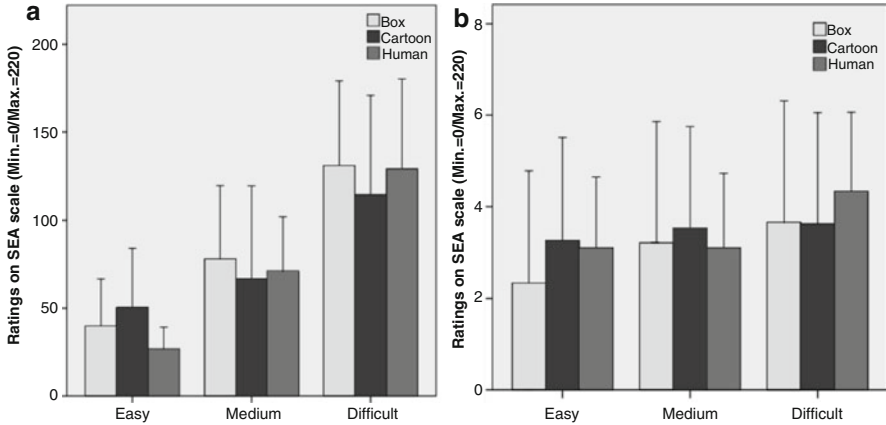 a
Ratings on SEA scale (Min.=0/Max.=220)
200
150
100
50
0
Box
Cartoon
Human
Easy Medium Difficult
b
Ratings on SEA scale (Min.=0/Max.=220)
8
6
4
2
0
Box
Cartoon
Human
Easy Medium Difficult